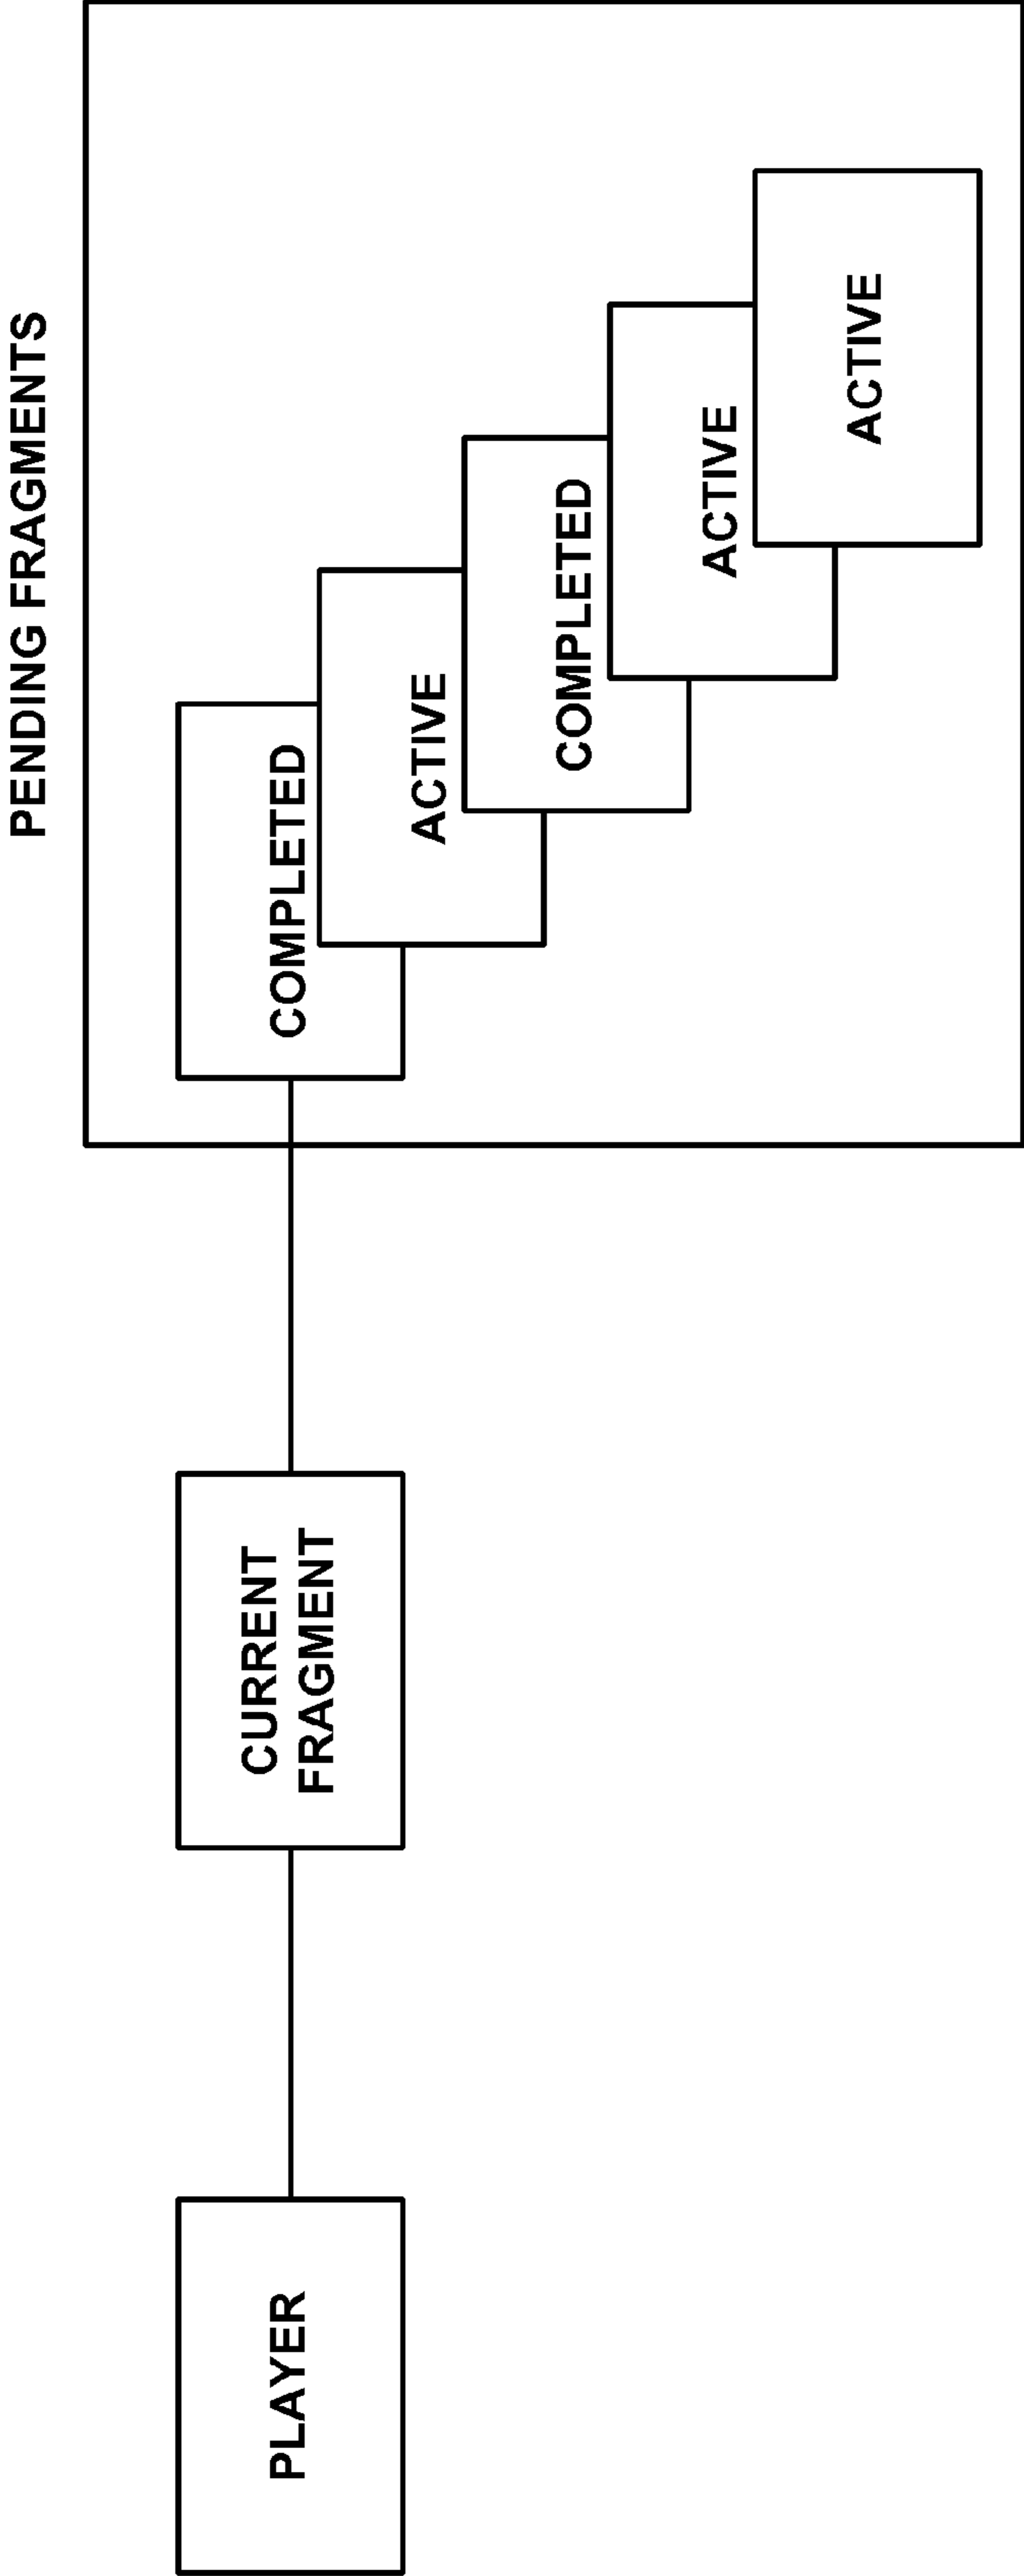 PENDING FRAGMENTS
PLAYER
CURRENT
FRAGMENT
COMPLETED
ACTIVE
COMPLETED
ACTIVE
ACTIVE